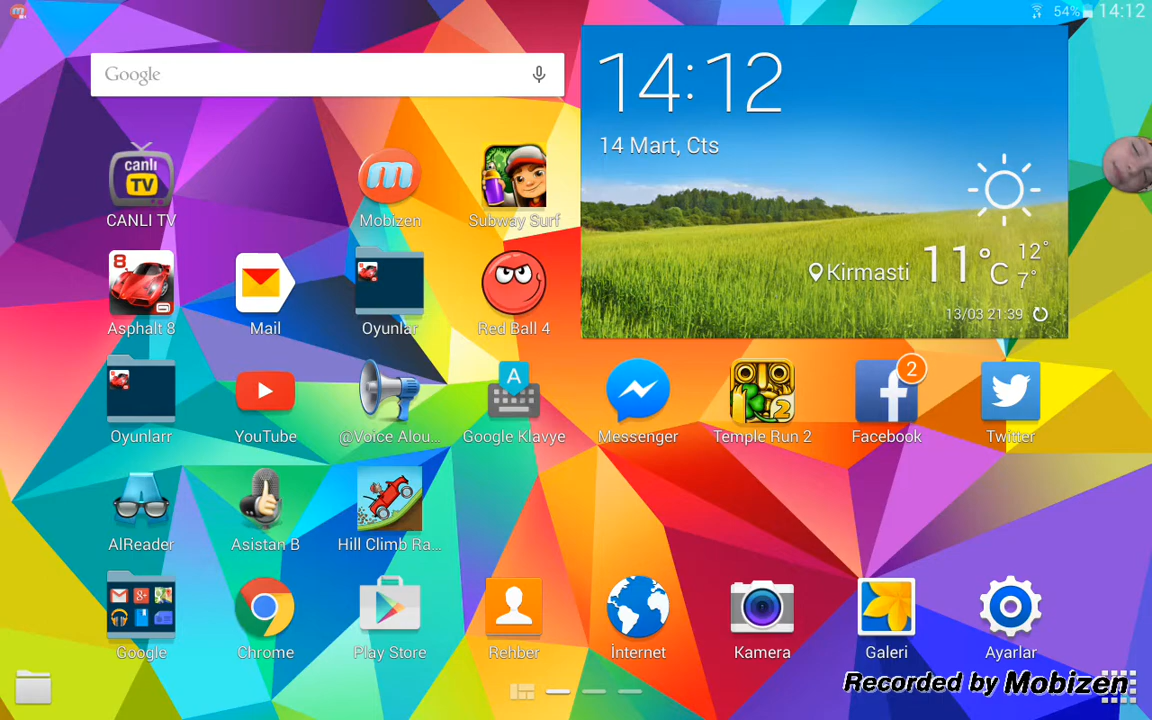 54% 14:12
Google
14:12
14 Mart, Cts
Kirmasti 11°C 12° 7°
13/03 21:39
canlı
TV
CANLI TV
m
Mobizen
Subway Surf
8
Asphalt 8
Mail
Oyunlar
Red Ball 4
Oyunlarr
YouTube
@Voice Alou...
A
Google Klavye
Messenger
2
Temple Run 2
f
2
Facebook
Twitter
A
AlReader
Asistan B
Hill Climb Ra...
Google
Chrome
Play Store
Rehber
İnternet
Kamera
Galeri
Ayarlar
Recorded by Mobizen